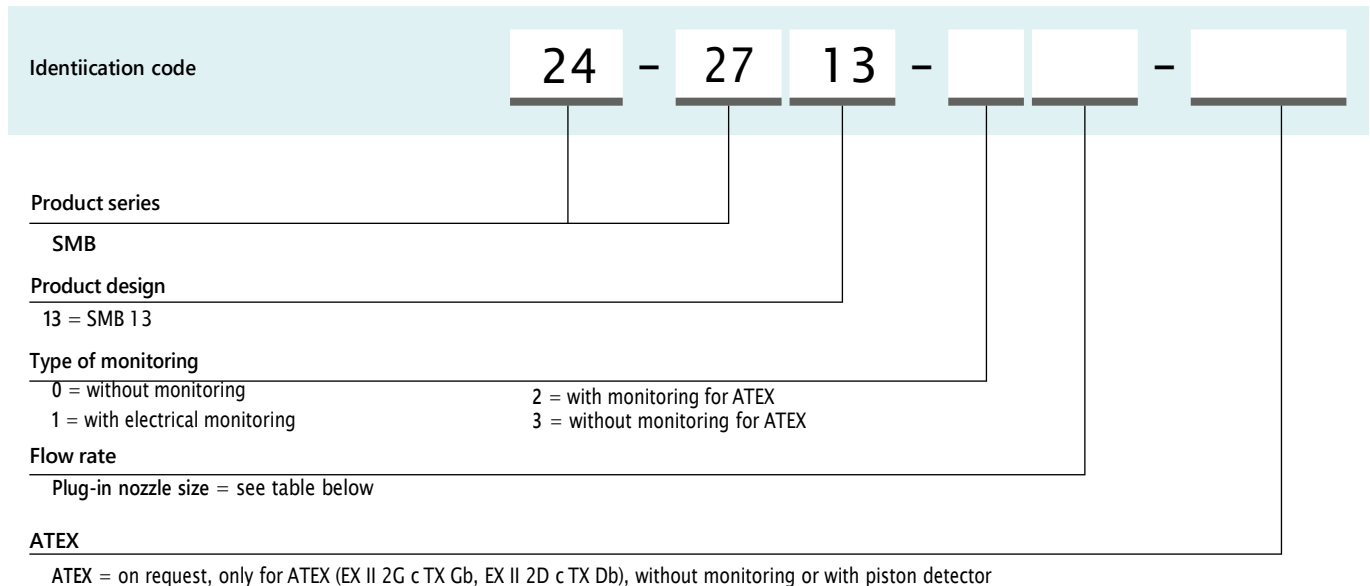 Identiication code 24 – 27 13 – –
Product series
SMB
Product design
13 = SMB 13
Type of monitoring
0 = without monitoring 2 = with monitoring for ATEX
1 = with electrical monitoring 3 = without monitoring for ATEX
Flow rate
Plug-in nozzle size = see table below
ATEX
ATEX = on request, only for ATEX (EX II 2G c TX Gb, EX II 2D c TX Db), without monitoring or with piston detector